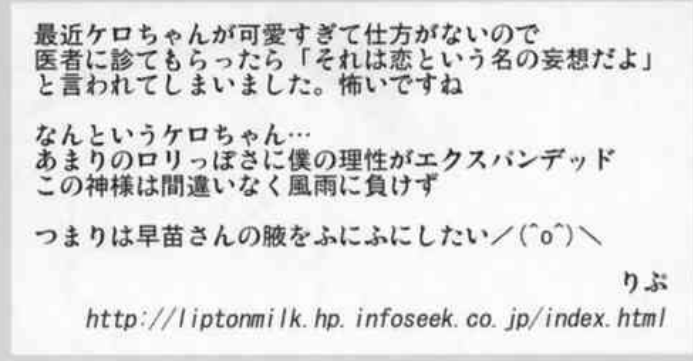 最近ケロちゃんが可愛すぎて仕方がないので
医者に診てもらったら「それは恋という名の妄想だよ」
と言われてしまいました。怖いですね
なんというケロちゃん…
あまりのロリっぽさに僕の理性がエクスパンデッド
この神様は間違いなく風雨に負けず
つまりは早苗さんの腋をふにふにしたい／(^o^)＼
りぷ
http://liptonmilk.hp.infoseek.co.jp/index.html